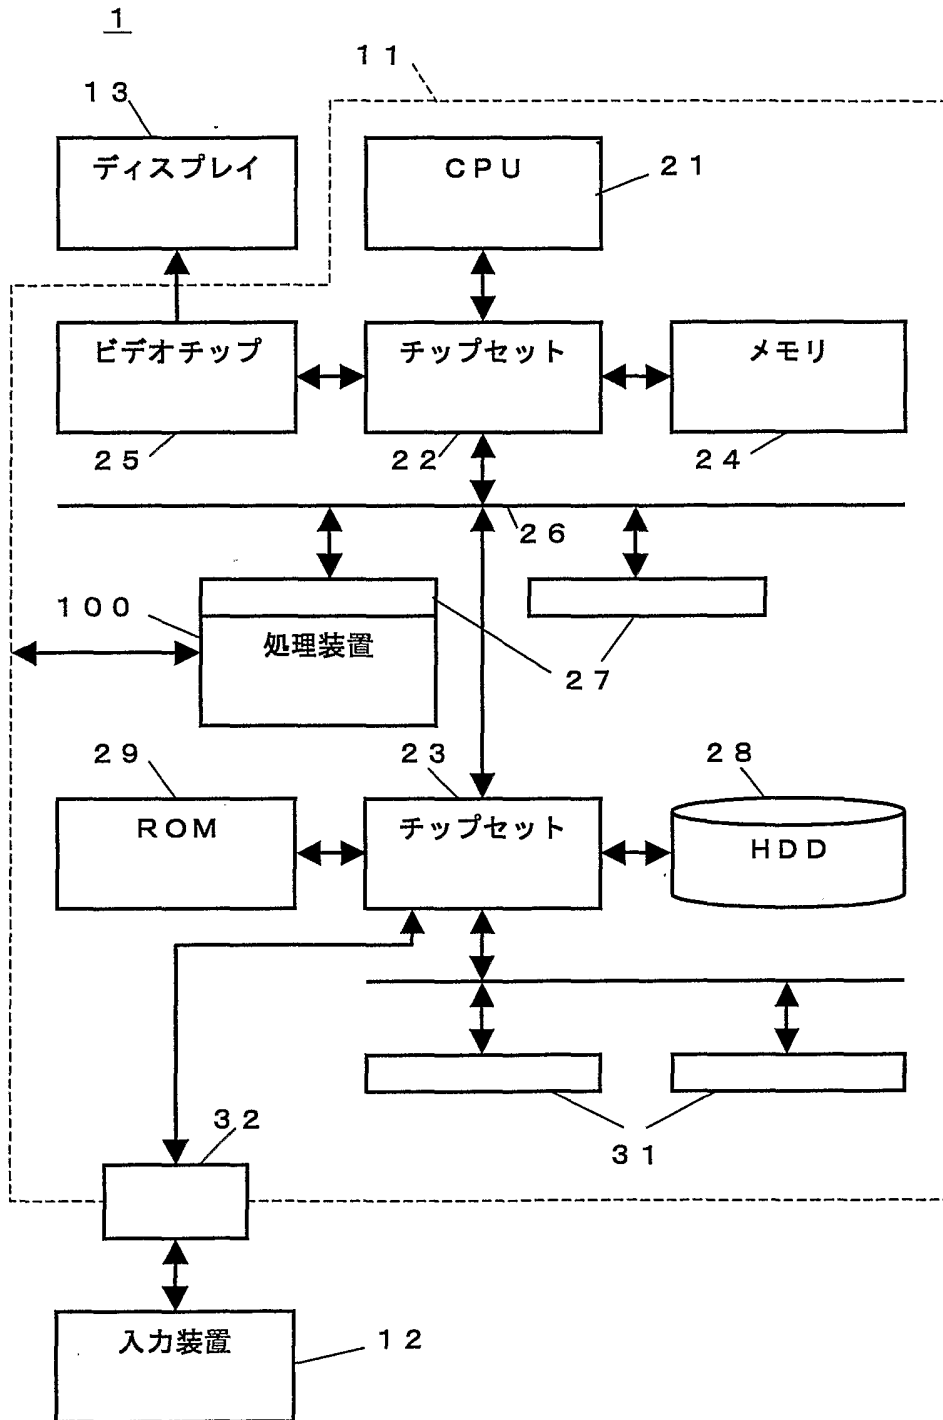 １
１１
１３
ディスプレイ
ＣＰＵ
２１
ビデオチップ
チップセット
メモリ
２５
２２
２４
２６
１００
処理装置
２７
２９
２３
２８
ＲＯＭ
チップセット
ＨＤＤ
３２
３１
入力装置
１２